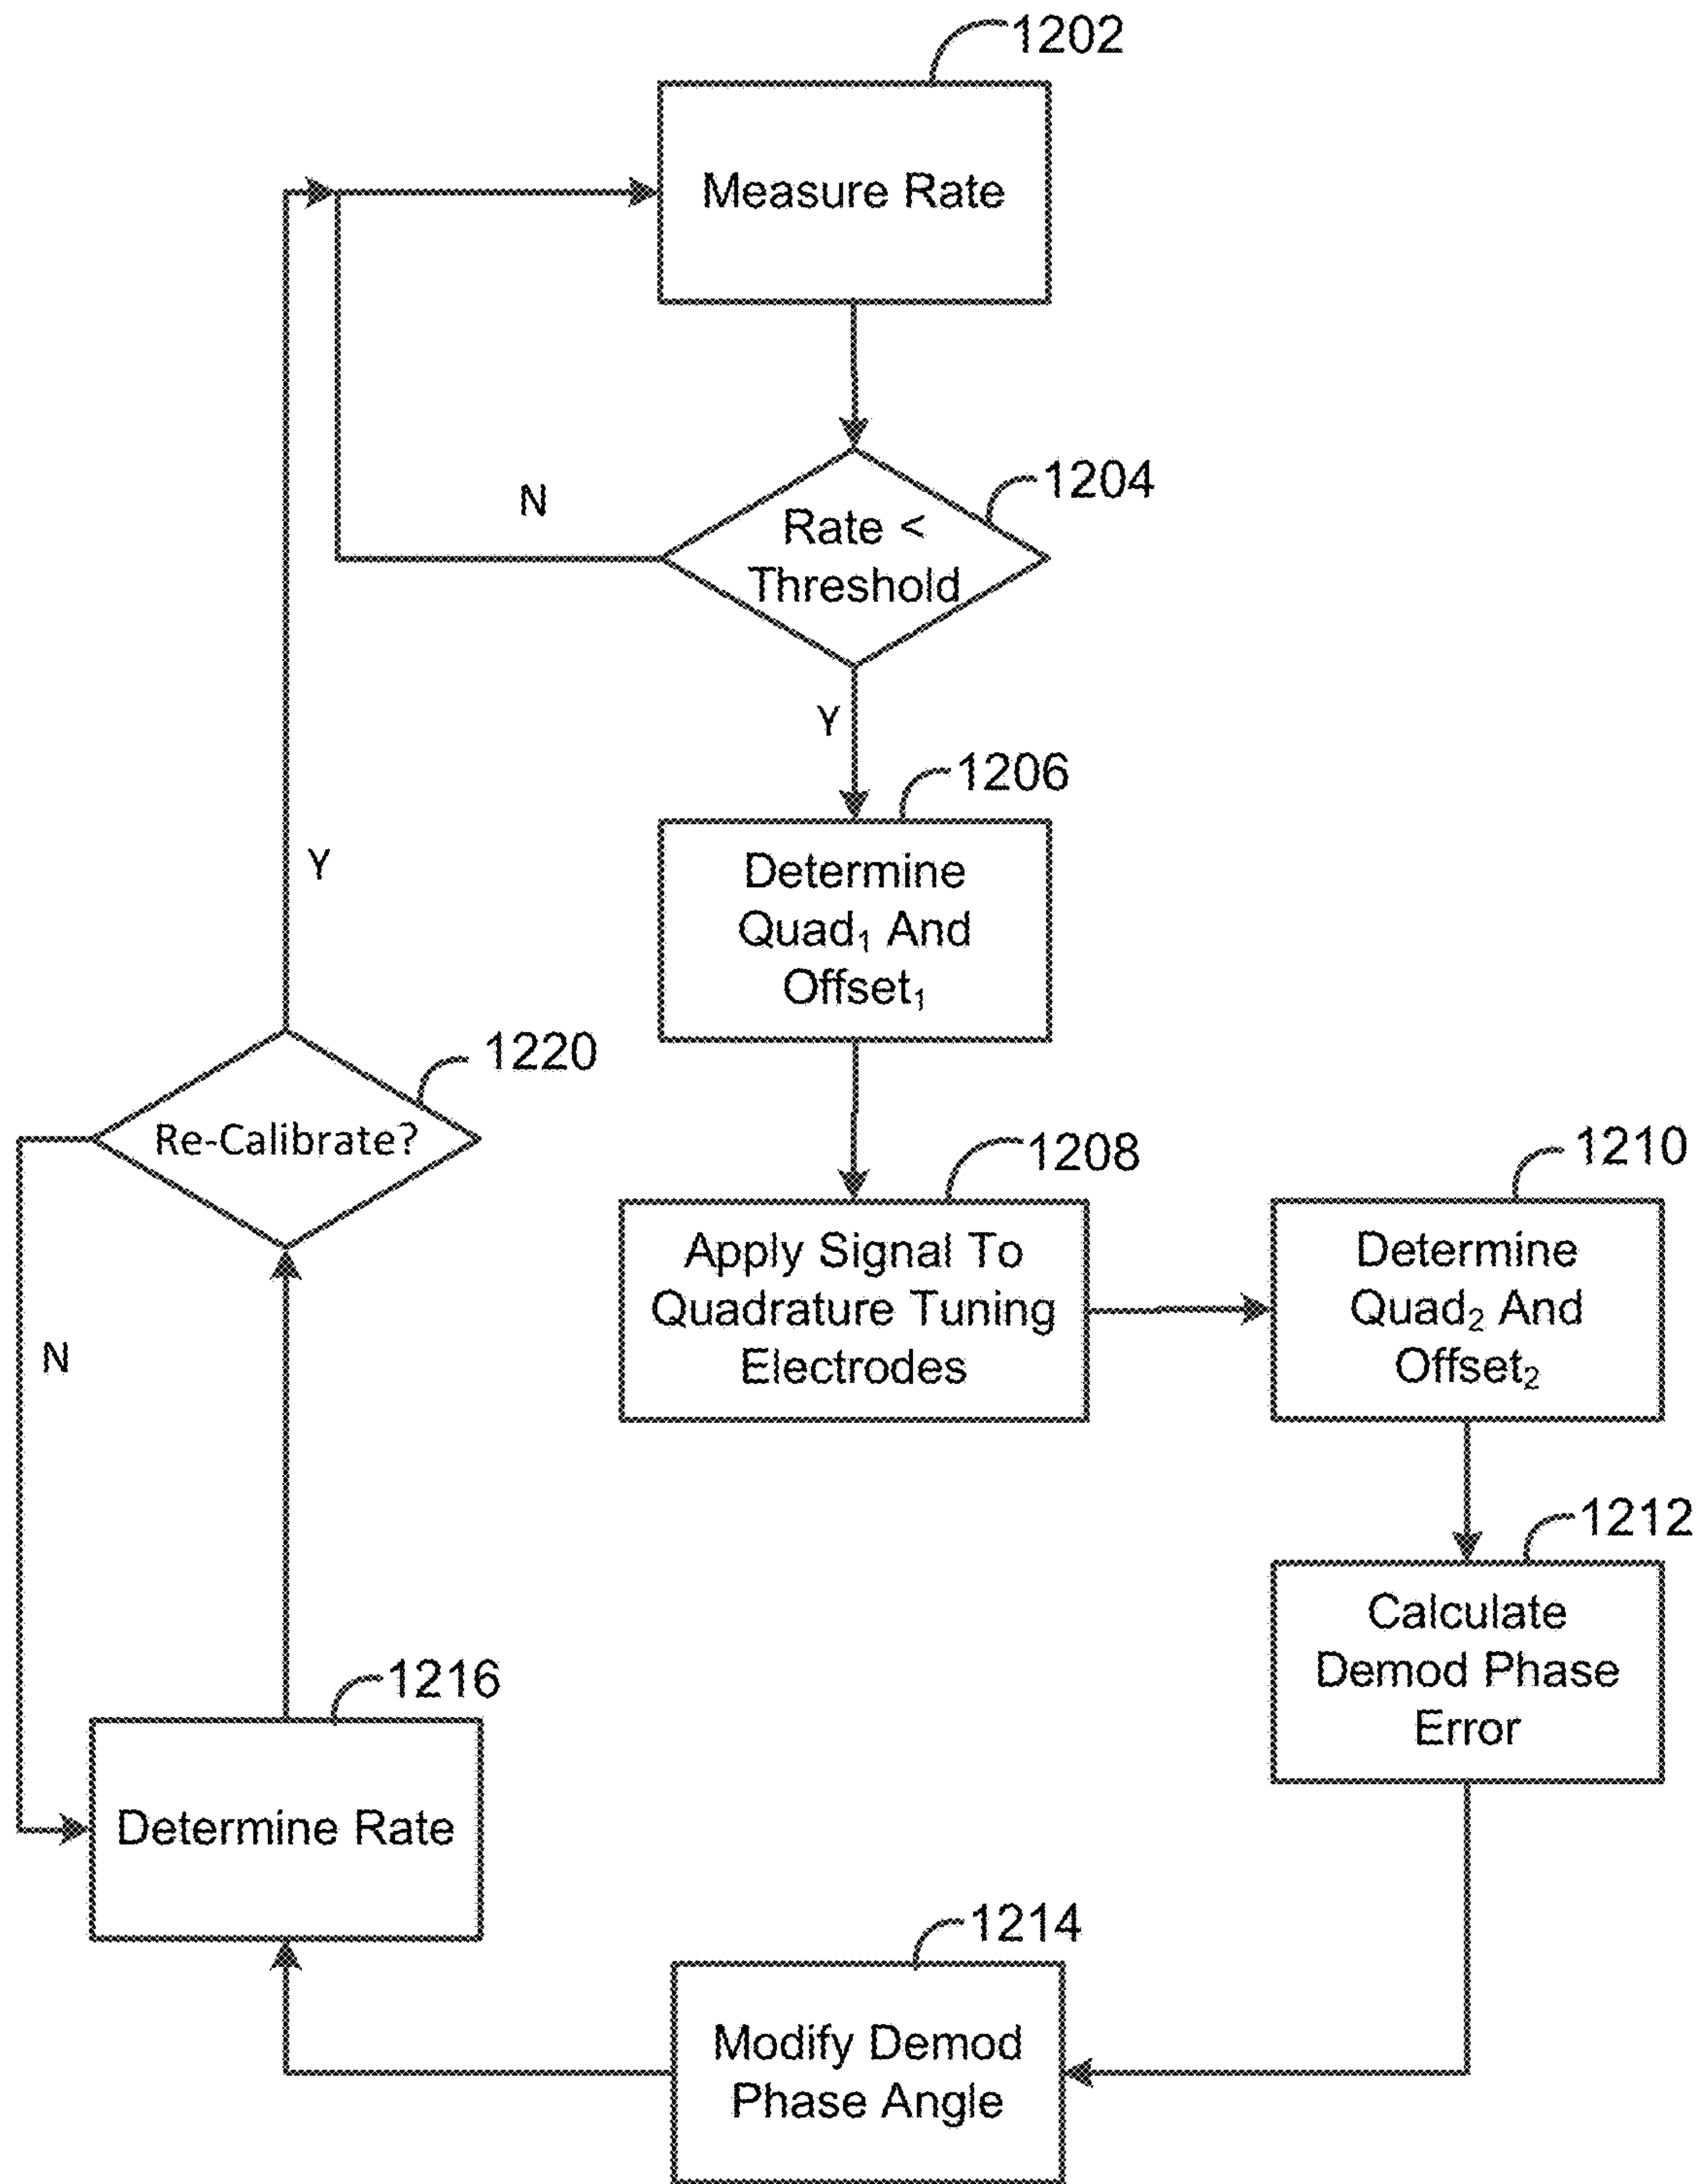 1202
Measure Rate
1204
N
Rate <
Threshold
Y
1206
Determine
Quad₁ And
Offset₁
Y
1220
Re-Calibrate?
N
1208
Apply Signal To
Quadrature Tuning
Electrodes
1210
Determine
Quad₂ And
Offset₂
1212
Calculate
Demod Phase
Error
1216
Determine Rate
1214
Modify Demod
Phase Angle